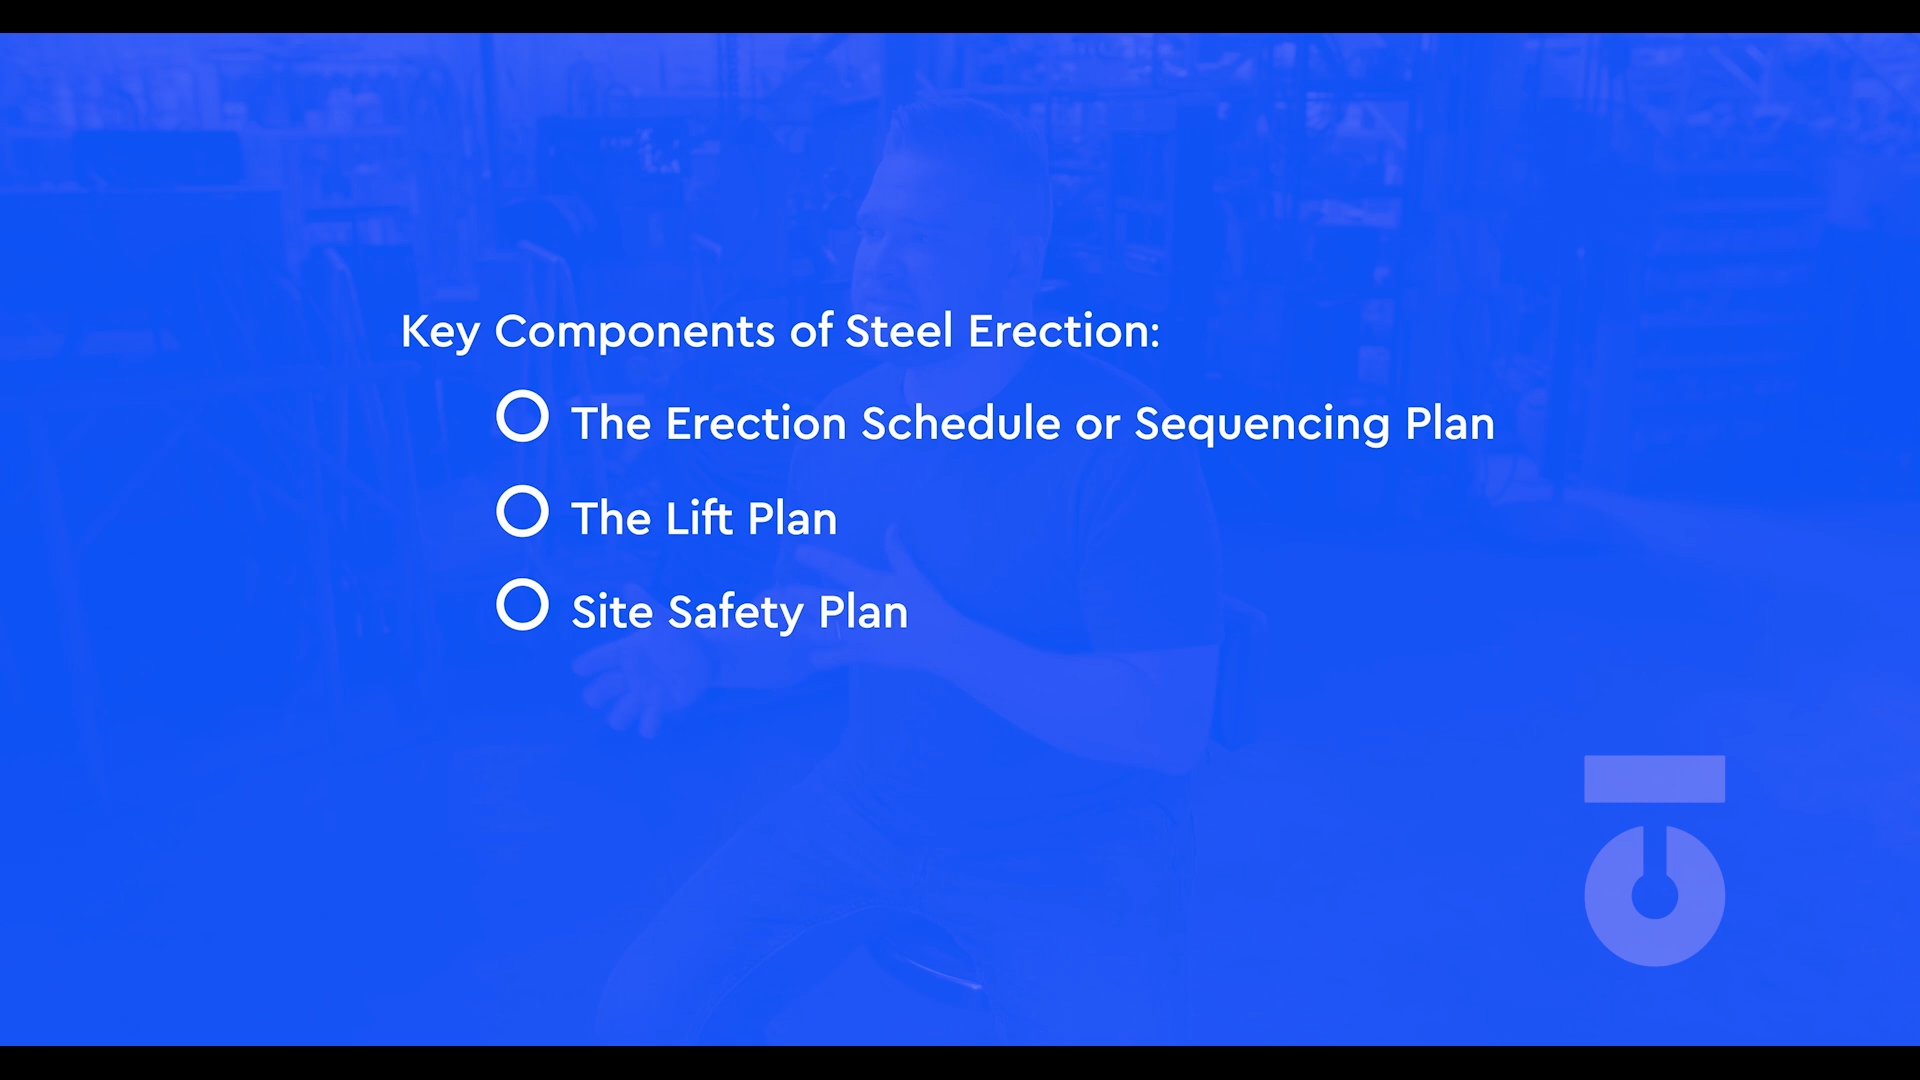 Key Components of Steel Erection:
The Erection Schedule or Sequencing Plan
The Lift Plan
Site Safety Plan